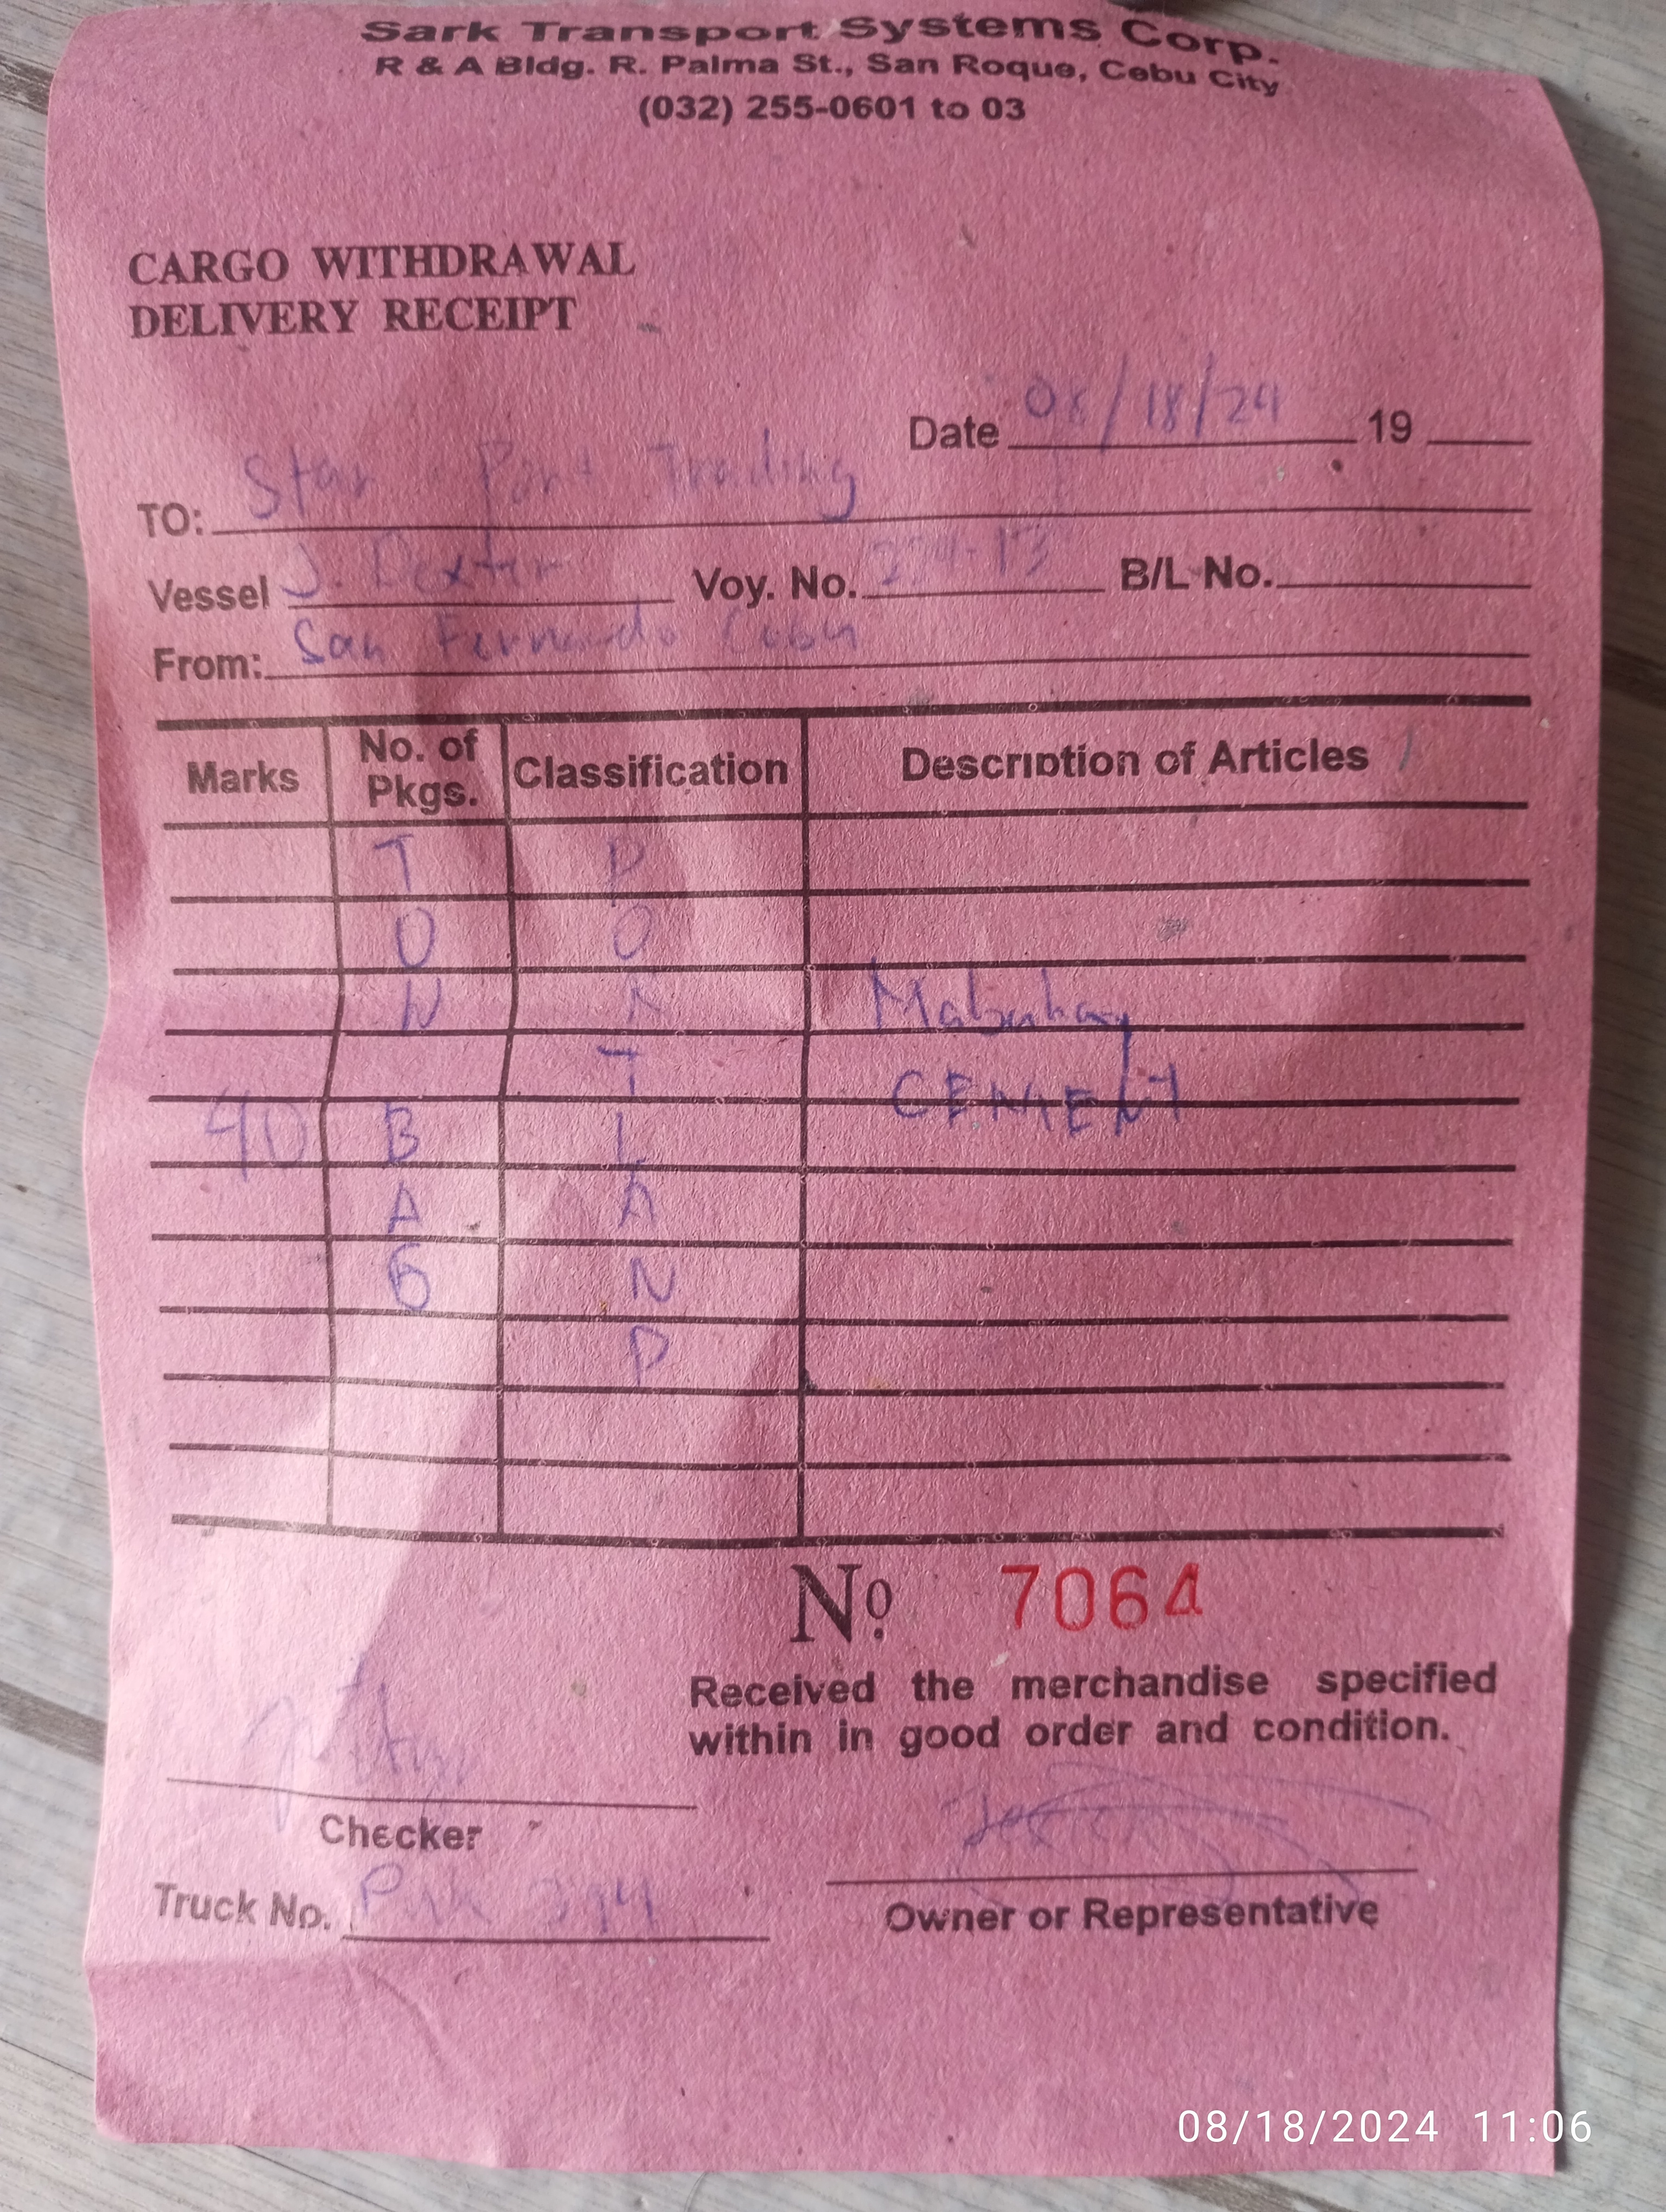 Sark Transport Systems Corp.
R & A Bldg. R. Palma St., San Roque, Cebu City
(032) 255-0601 to 03
CARGO WITHDRAWAL
DELIVERY RECEIPT
Date 08/18/24 19
TO: Star Port Trading
Vessel J. Dexter Voy. No. B/L No.
From: San Fernando Cebu
Marks No. of Pkgs. Classification Description of Articles
T P
O O
N Mabuhay
T CEMENT
40 B L
A A
G N
D
No 7064
Received the merchandise specified
within in good order and condition.
Checker
Truck No.
Owner or Representative
08/18/2024 11:06